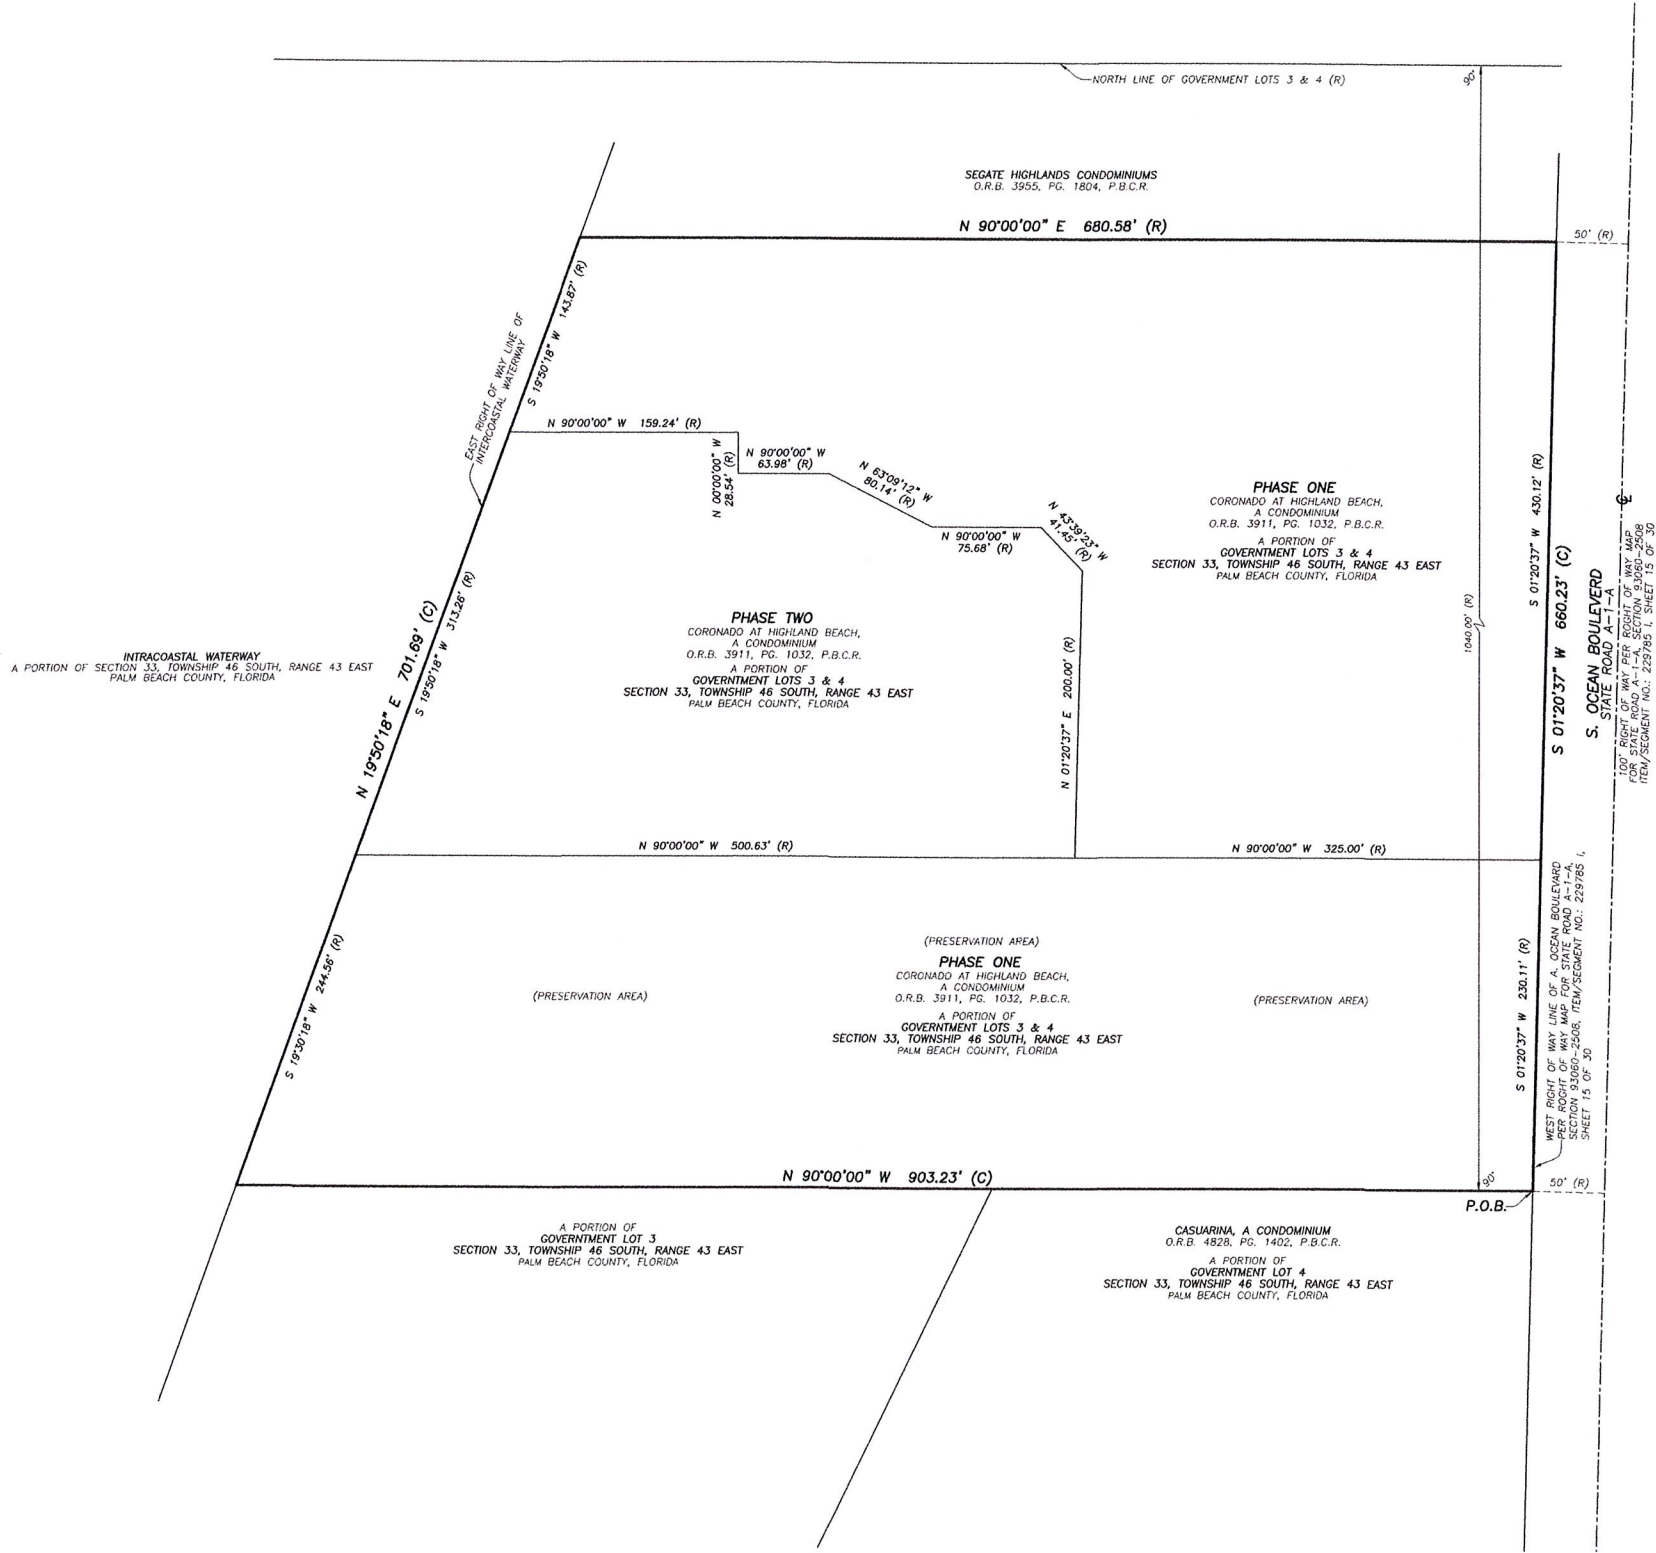 NORTH LINE OF GOVERNMENT LOTS 3 & 4 (R)
90°
SEGATE HIGHLANDS CONDOMINIUMS
O.R.B. 3955, PG. 1804, P.B.C.R.
N 90°00'00" E 680.58' (R)
50' (R)
S 19°50'18" W 143.87' (R)
EAST RIGHT OF WAY LINE OF
INTERCOASTAL WATERWAY
N 90°00'00" W 159.24' (R)
N 00°00'00" W
28.54' (R)
N 90°00'00" W
63.98' (R)
N 63°09'12" W
80.14' (R)
N 90°00'00" W
75.68' (R)
N 43°39'23" W
41.45' (R)
PHASE ONE
CORONADO AT HIGHLAND BEACH,
A CONDOMINIUM
O.R.B. 3911, PG. 1032, P.B.C.R.
A PORTION OF
GOVERNTMENT LOTS 3 & 4
SECTION 33, TOWNSHIP 46 SOUTH, RANGE 43 EAST
PALM BEACH COUNTY, FLORIDA
S 01°20'37" W 430.12' (R)
S 01°20'37" W 660.23' (C)
S. OCEAN BOULEVERD
STATE ROAD A-1-A
100' RIGHT OF WAY PER ROGHT OF WAY MAP
FOR STATE ROAD A-1-A, SECTION 93060-2508
ITEM/SEGMENT NO.: 229785 I, SHEET 15 OF 30
1040.00' (R)
PHASE TWO
CORONADO AT HIGHLAND BEACH,
A CONDOMINIUM
O.R.B. 3911, PG. 1032, P.B.C.R.
A PORTION OF
GOVERNTMENT LOTS 3 & 4
SECTION 33, TOWNSHIP 46 SOUTH, RANGE 43 EAST
PALM BEACH COUNTY, FLORIDA
INTRACOASTAL WATERWAY
A PORTION OF SECTION 33, TOWNSHIP 46 SOUTH, RANGE 43 EAST
PALM BEACH COUNTY, FLORIDA
N 19°50'18" E 701.69' (C)
S 19°50'18" W 313.26' (R)
N 01°20'37" E 200.00' (R)
N 90°00'00" W 500.63' (R)
N 90°00'00" W 325.00' (R)
S 19°30'18" W 244.56' (R)
(PRESERVATION AREA)
(PRESERVATION AREA)
PHASE ONE
CORONADO AT HIGHLAND BEACH,
A CONDOMINIUM
O.R.B. 3911, PG. 1032, P.B.C.R.
A PORTION OF
GOVERNTMENT LOTS 3 & 4
SECTION 33, TOWNSHIP 46 SOUTH, RANGE 43 EAST
PALM BEACH COUNTY, FLORIDA
(PRESERVATION AREA)
S 01°20'37" W 230.11' (R)
WEST RIGHT OF WAY LINE OF A. OCEAN BOULEVARD
PER ROGHT OF WAY MAP FOR STATE ROAD A-1-A,
SECTION 93060-2508, ITEM/SEGMENT NO.: 229785 I,
SHEET 15 OF 30
N 90°00'00" W 903.23' (C)
90°
50' (R)
P.O.B.
A PORTION OF
GOVERNTMENT LOT 3
SECTION 33, TOWNSHIP 46 SOUTH, RANGE 43 EAST
PALM BEACH COUNTY, FLORIDA
CASUARINA, A CONDOMINIUM
O.R.B. 4828, PG. 1402, P.B.C.R.
A PORTION OF
GOVERNTMENT LOT 4
SECTION 33, TOWNSHIP 46 SOUTH, RANGE 43 EAST
PALM BEACH COUNTY, FLORIDA